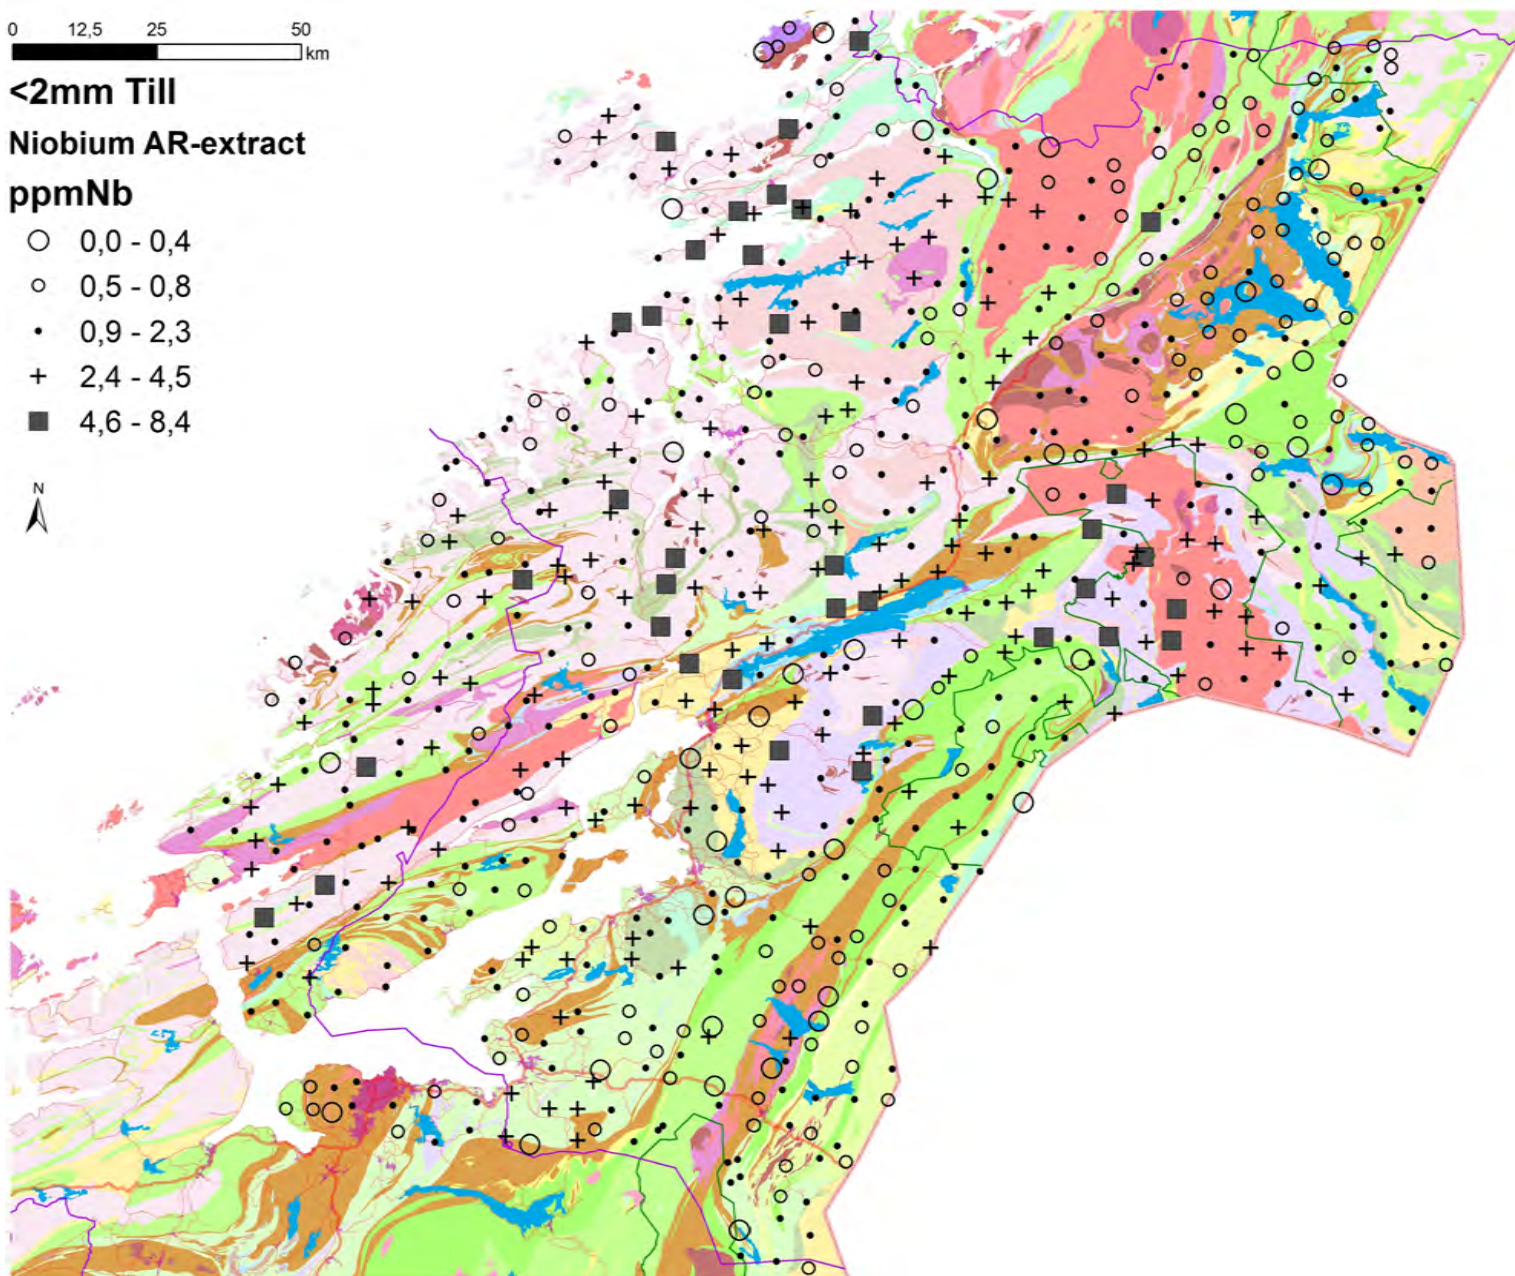 0 12,5 25 50
km
<2mm Till
Niobium AR-extract
ppmNb
0,0 - 0,4
0,5 - 0,8
0,9 - 2,3
2,4 - 4,5
4,6 - 8,4
N